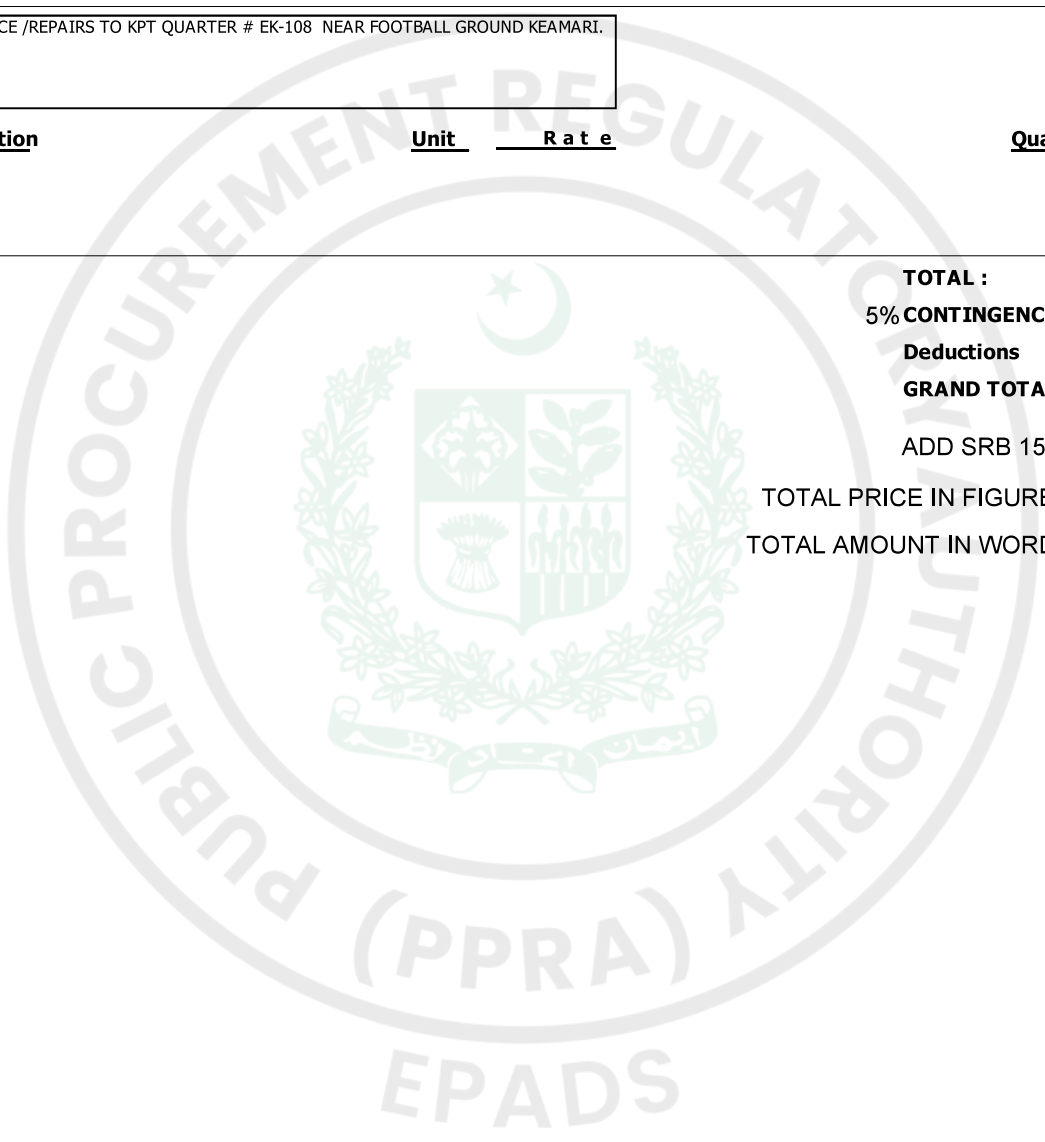 CE /REPAIRS TO KPT QUARTER # EK-108 NEAR FOOTBALL GROUND KEAMARI.
tion Unit Rate Qua
TOTAL :
5% CONTINGENC
Deductions
GRAND TOTA
ADD SRB 15
TOTAL PRICE IN FIGURE
TOTAL AMOUNT IN WORD
PUBLIC PROCUREMENT REGULATORY AUTHORITY
(PPRA)
EPADS